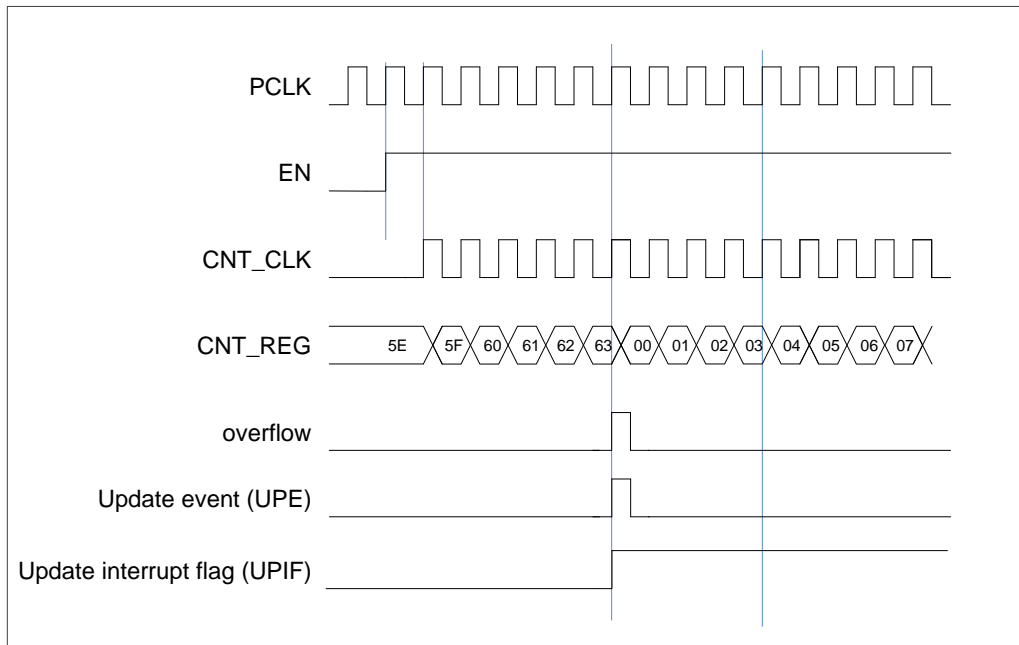 PCLK
EN
CNT_CLK
CNT_REG 5E 5F 60 61 62 63 00 01 02 03 04 05 06 07
overflow
Update event (UPE)
Update interrupt flag (UPIF)